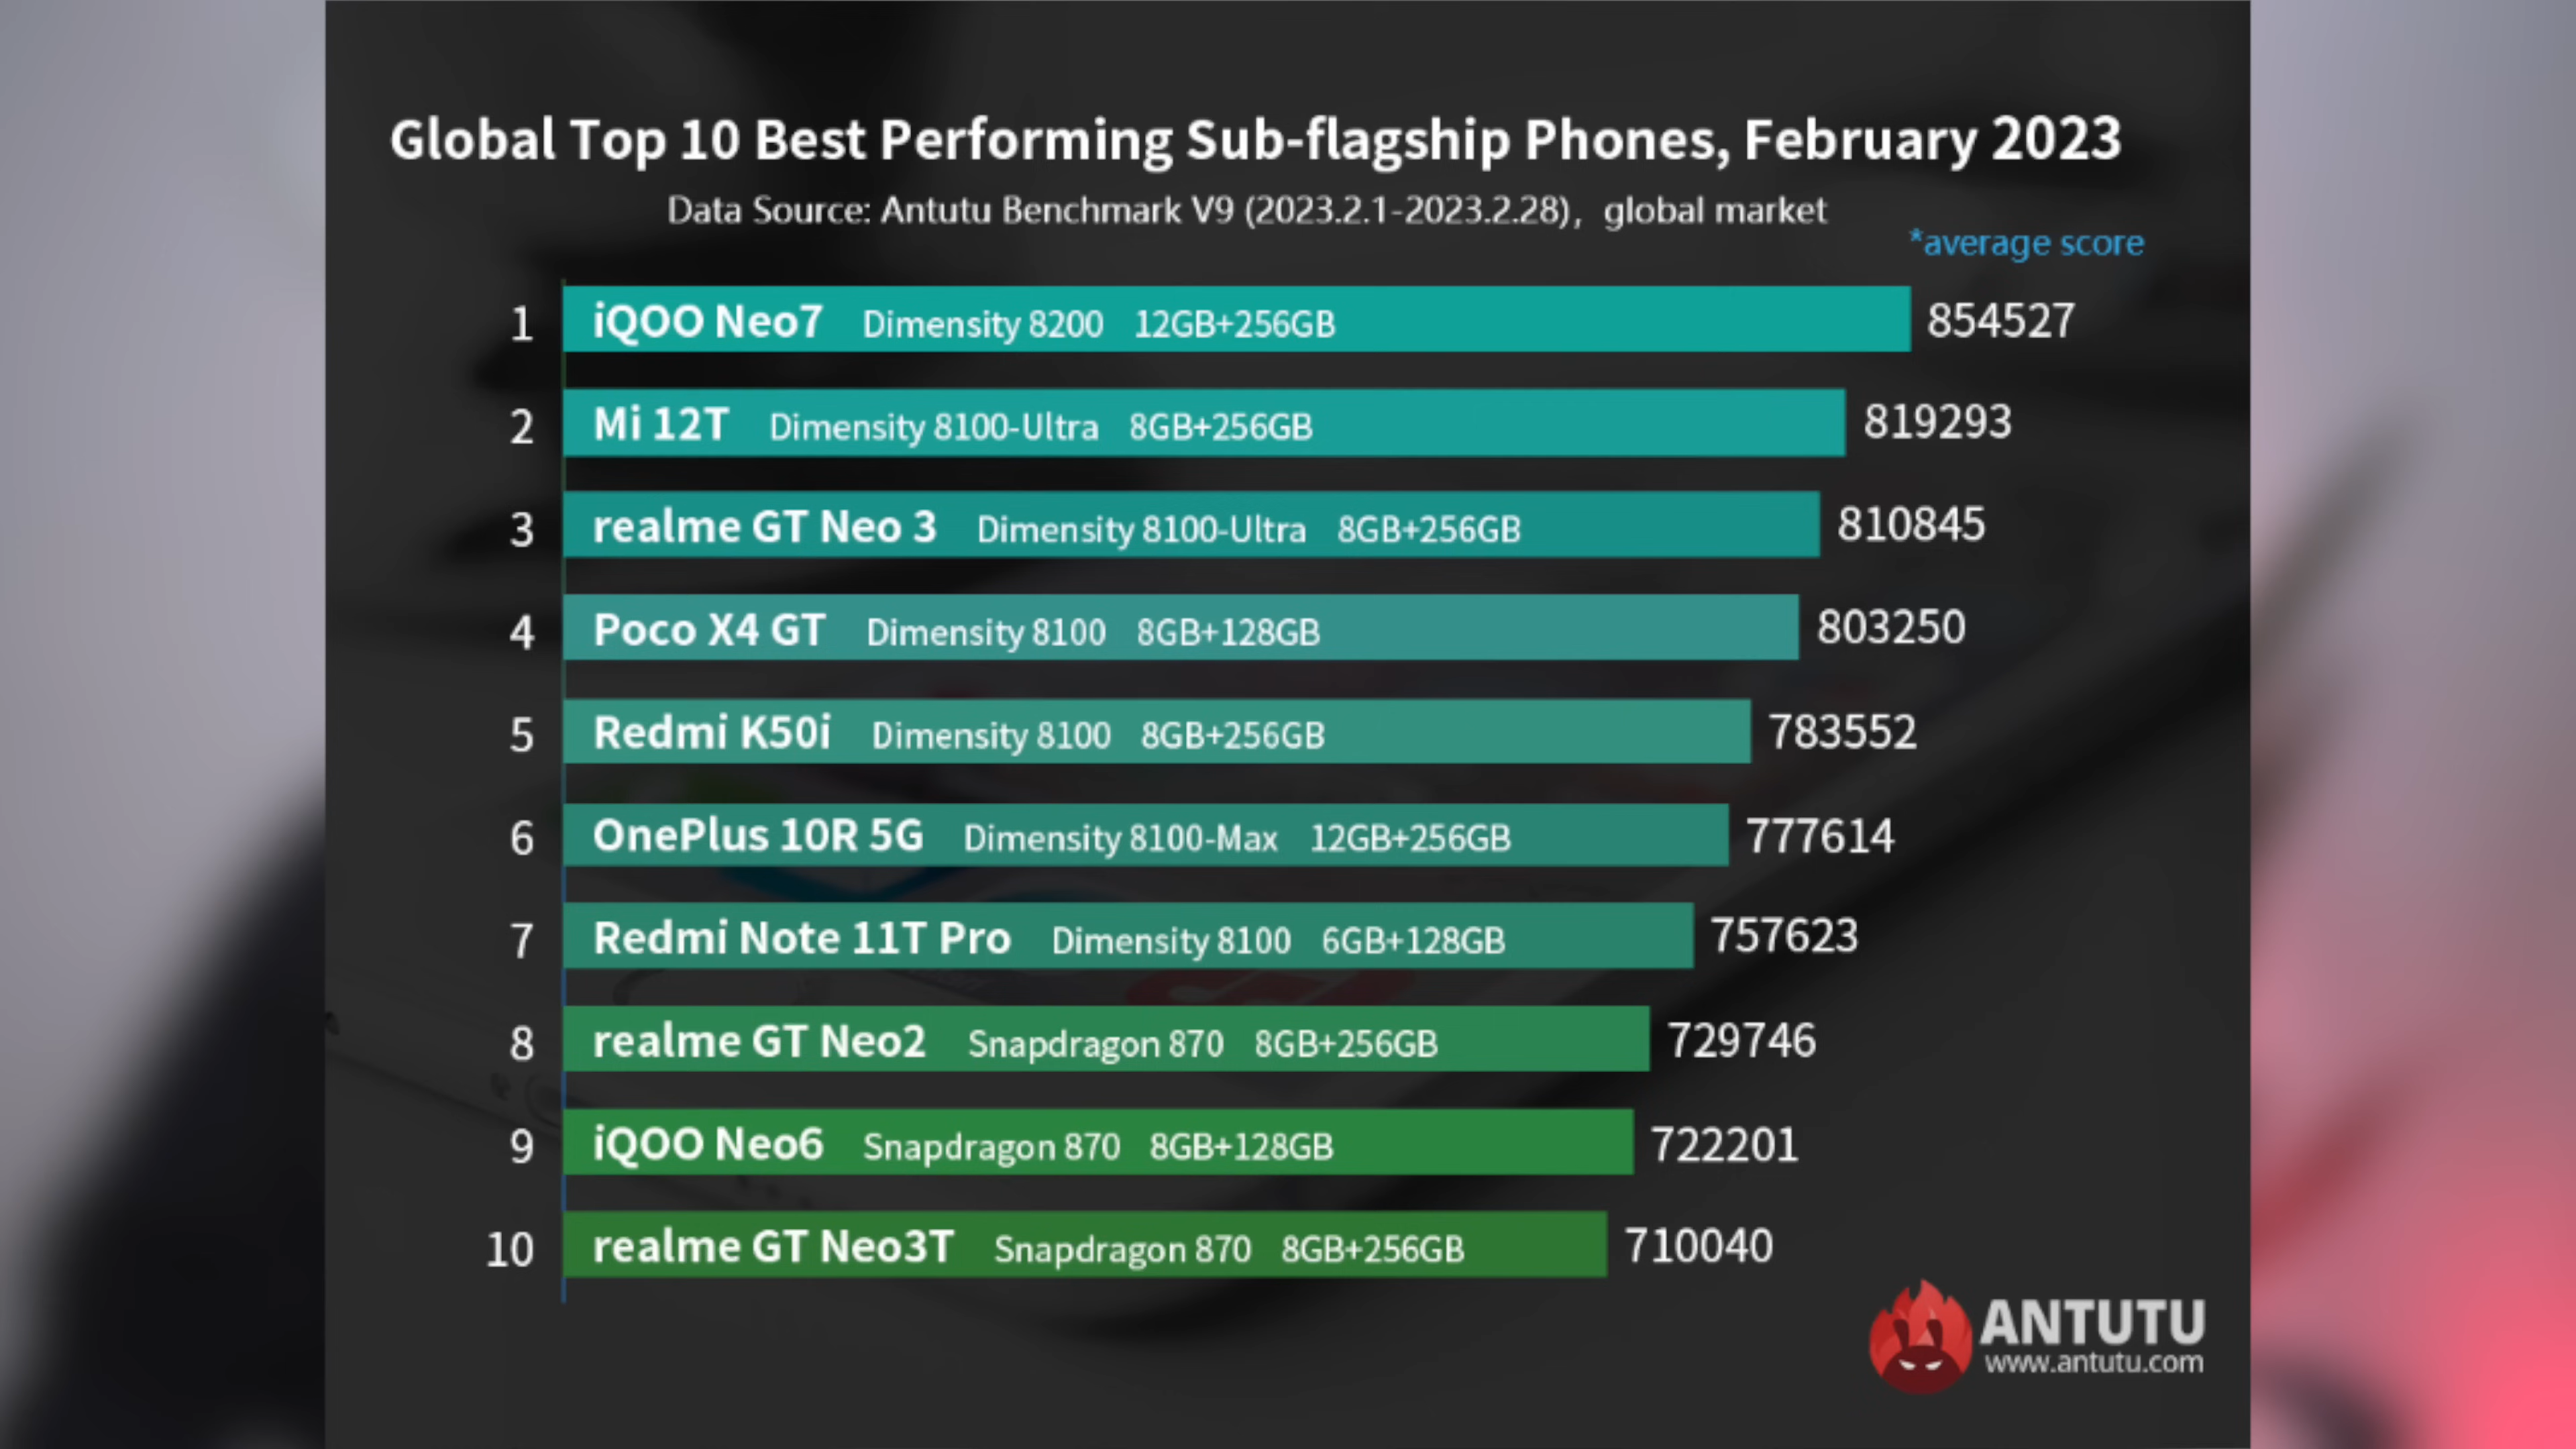 Global Top 10 Best Performing Sub-flagship Phones, February 2023
Data Source: Antutu Benchmark V9 (2023.2.1-2023.2.28), global market
*average score
1 iQOO Neo7 Dimensity 8200 12GB+256GB 854527
2 Mi 12T Dimensity 8100-Ultra 8GB+256GB 819293
3 realme GT Neo 3 Dimensity 8100-Ultra 8GB+256GB 810845
4 Poco X4 GT Dimensity 8100 8GB+128GB 803250
5 Redmi K50i Dimensity 8100 8GB+256GB 783552
6 OnePlus 10R 5G Dimensity 8100-Max 12GB+256GB 777614
7 Redmi Note 11T Pro Dimensity 8100 6GB+128GB 757623
8 realme GT Neo2 Snapdragon 870 8GB+256GB 729746
9 iQOO Neo6 Snapdragon 870 8GB+128GB 722201
10 realme GT Neo3T Snapdragon 870 8GB+256GB 710040
ANTUTU
www.antutu.com